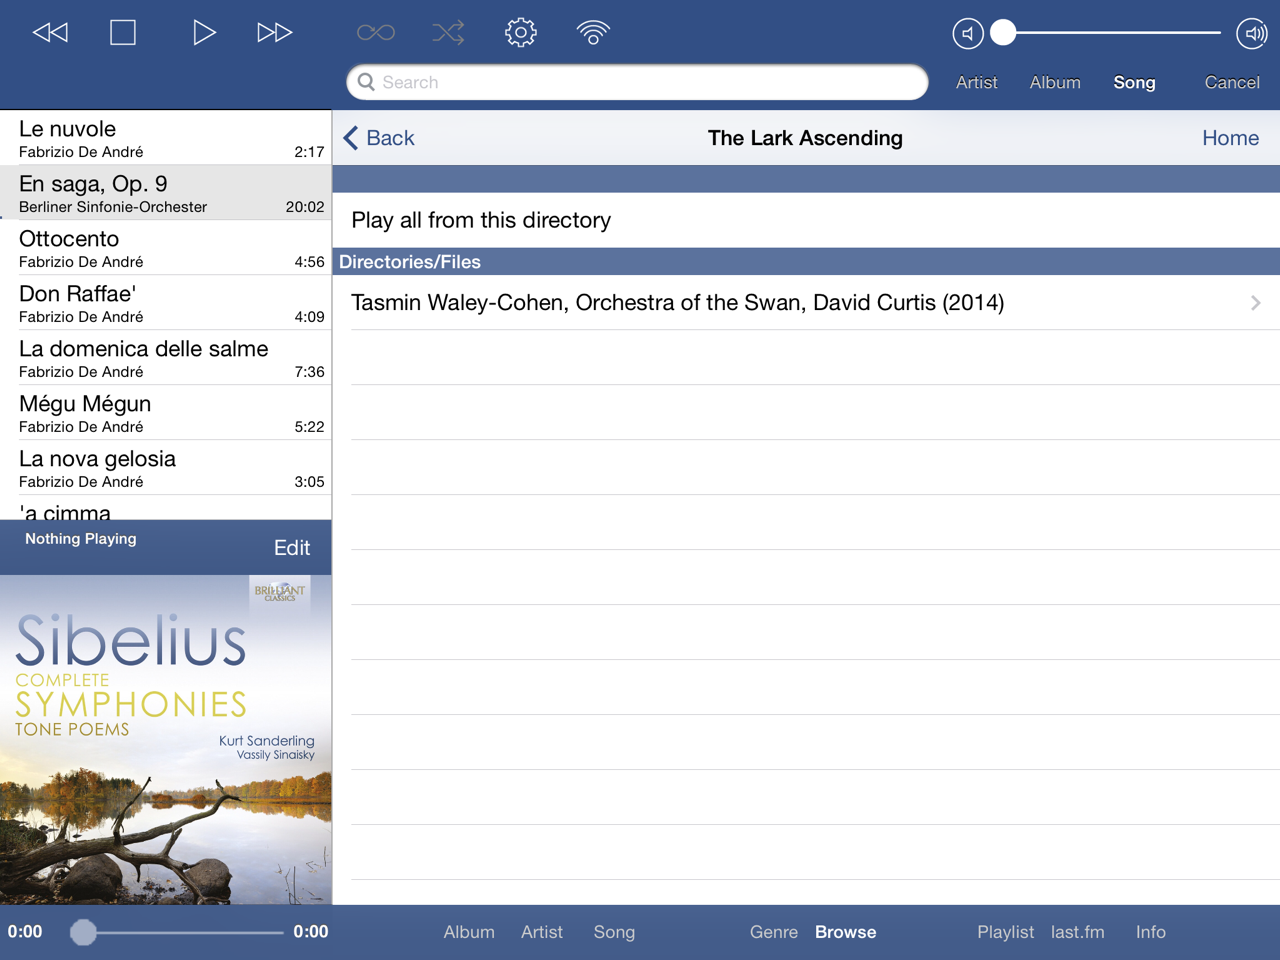 Search
Artist Album Song Cancel
Le nuvole
Fabrizio De André 2:17
En saga, Op. 9
Berliner Sinfonie-Orchester 20:02
Ottocento
Fabrizio De André 4:56
Don Raffae'
Fabrizio De André 4:09
La domenica delle salme
Fabrizio De André 7:36
Mégu Mégun
Fabrizio De André 5:22
La nova gelosia
Fabrizio De André 3:05
'a cimma
Nothing Playing
Edit
BRILLIANT
CLASSICS
Sibelius
COMPLETE
SYMPHONIES
TONE POEMS
Kurt Sanderling
Vassily Sinaisky
0:00 0:00
Back The Lark Ascending Home
Play all from this directory
Directories/Files
Tasmin Waley-Cohen, Orchestra of the Swan, David Curtis (2014)
Album Artist Song Genre Browse Playlist last.fm Info